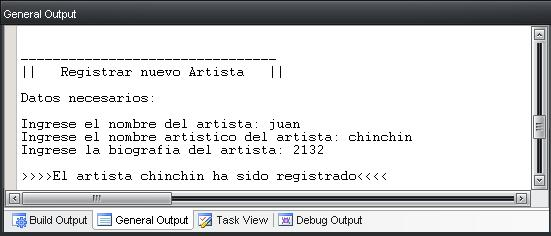 General Output
________________________________
||   Registrar nuevo Artista   ||
Datos necesarios:
Ingrese el nombre del artista: juan
Ingrese el nombre artistico del artista: chinchin
Ingrese la biografia del artista: 2132
>>>>El artista chinchin ha sido registrado<<<<
Build Output General Output Task View Debug Output